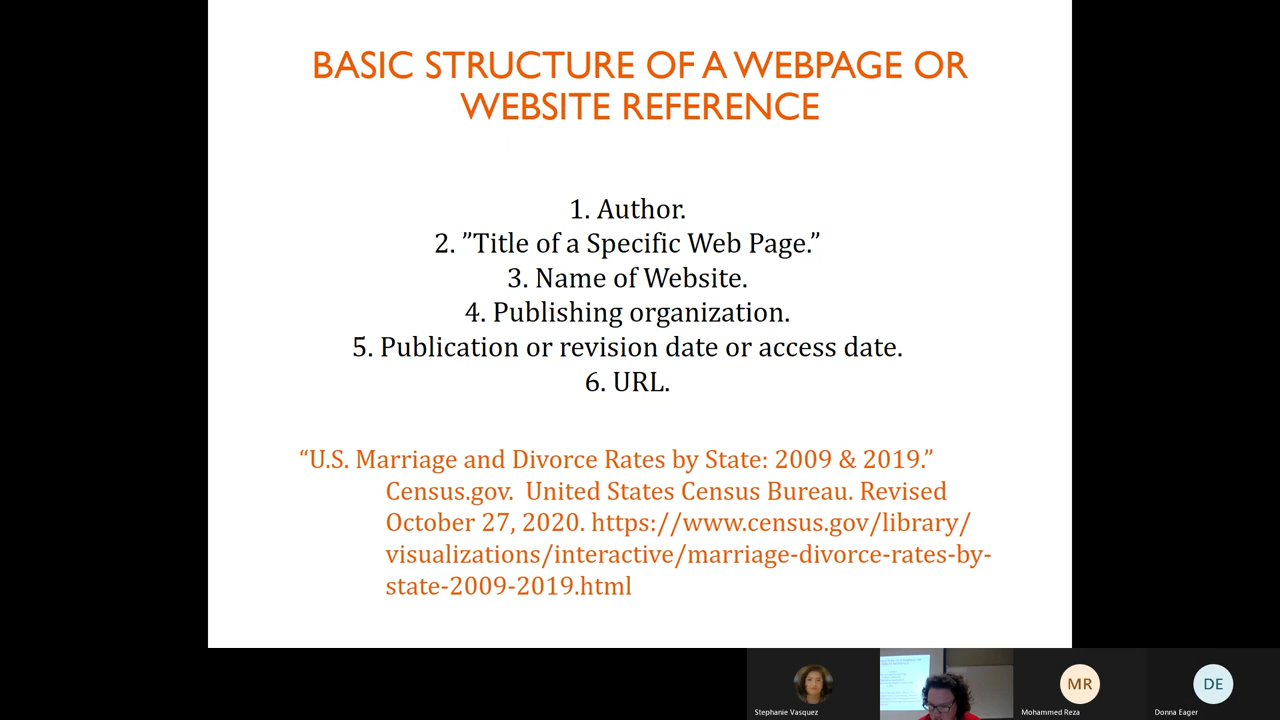 BASIC STRUCTURE OF A WEBPAGE OR
WEBSITE REFERENCE
1. Author.
2. ”Title of a Specific Web Page.”
3. Name of Website.
4. Publishing organization.
5. Publication or revision date or access date.
6. URL.
“U.S. Marriage and Divorce Rates by State: 2009 & 2019.”
Census.gov. United States Census Bureau. Revised
October 27, 2020. https://www.census.gov/library/
visualizations/interactive/marriage-divorce-rates-by-
state-2009-2019.html
MR
DE
Stephanie Vasquez
Mohammed Reza
Donna Eager